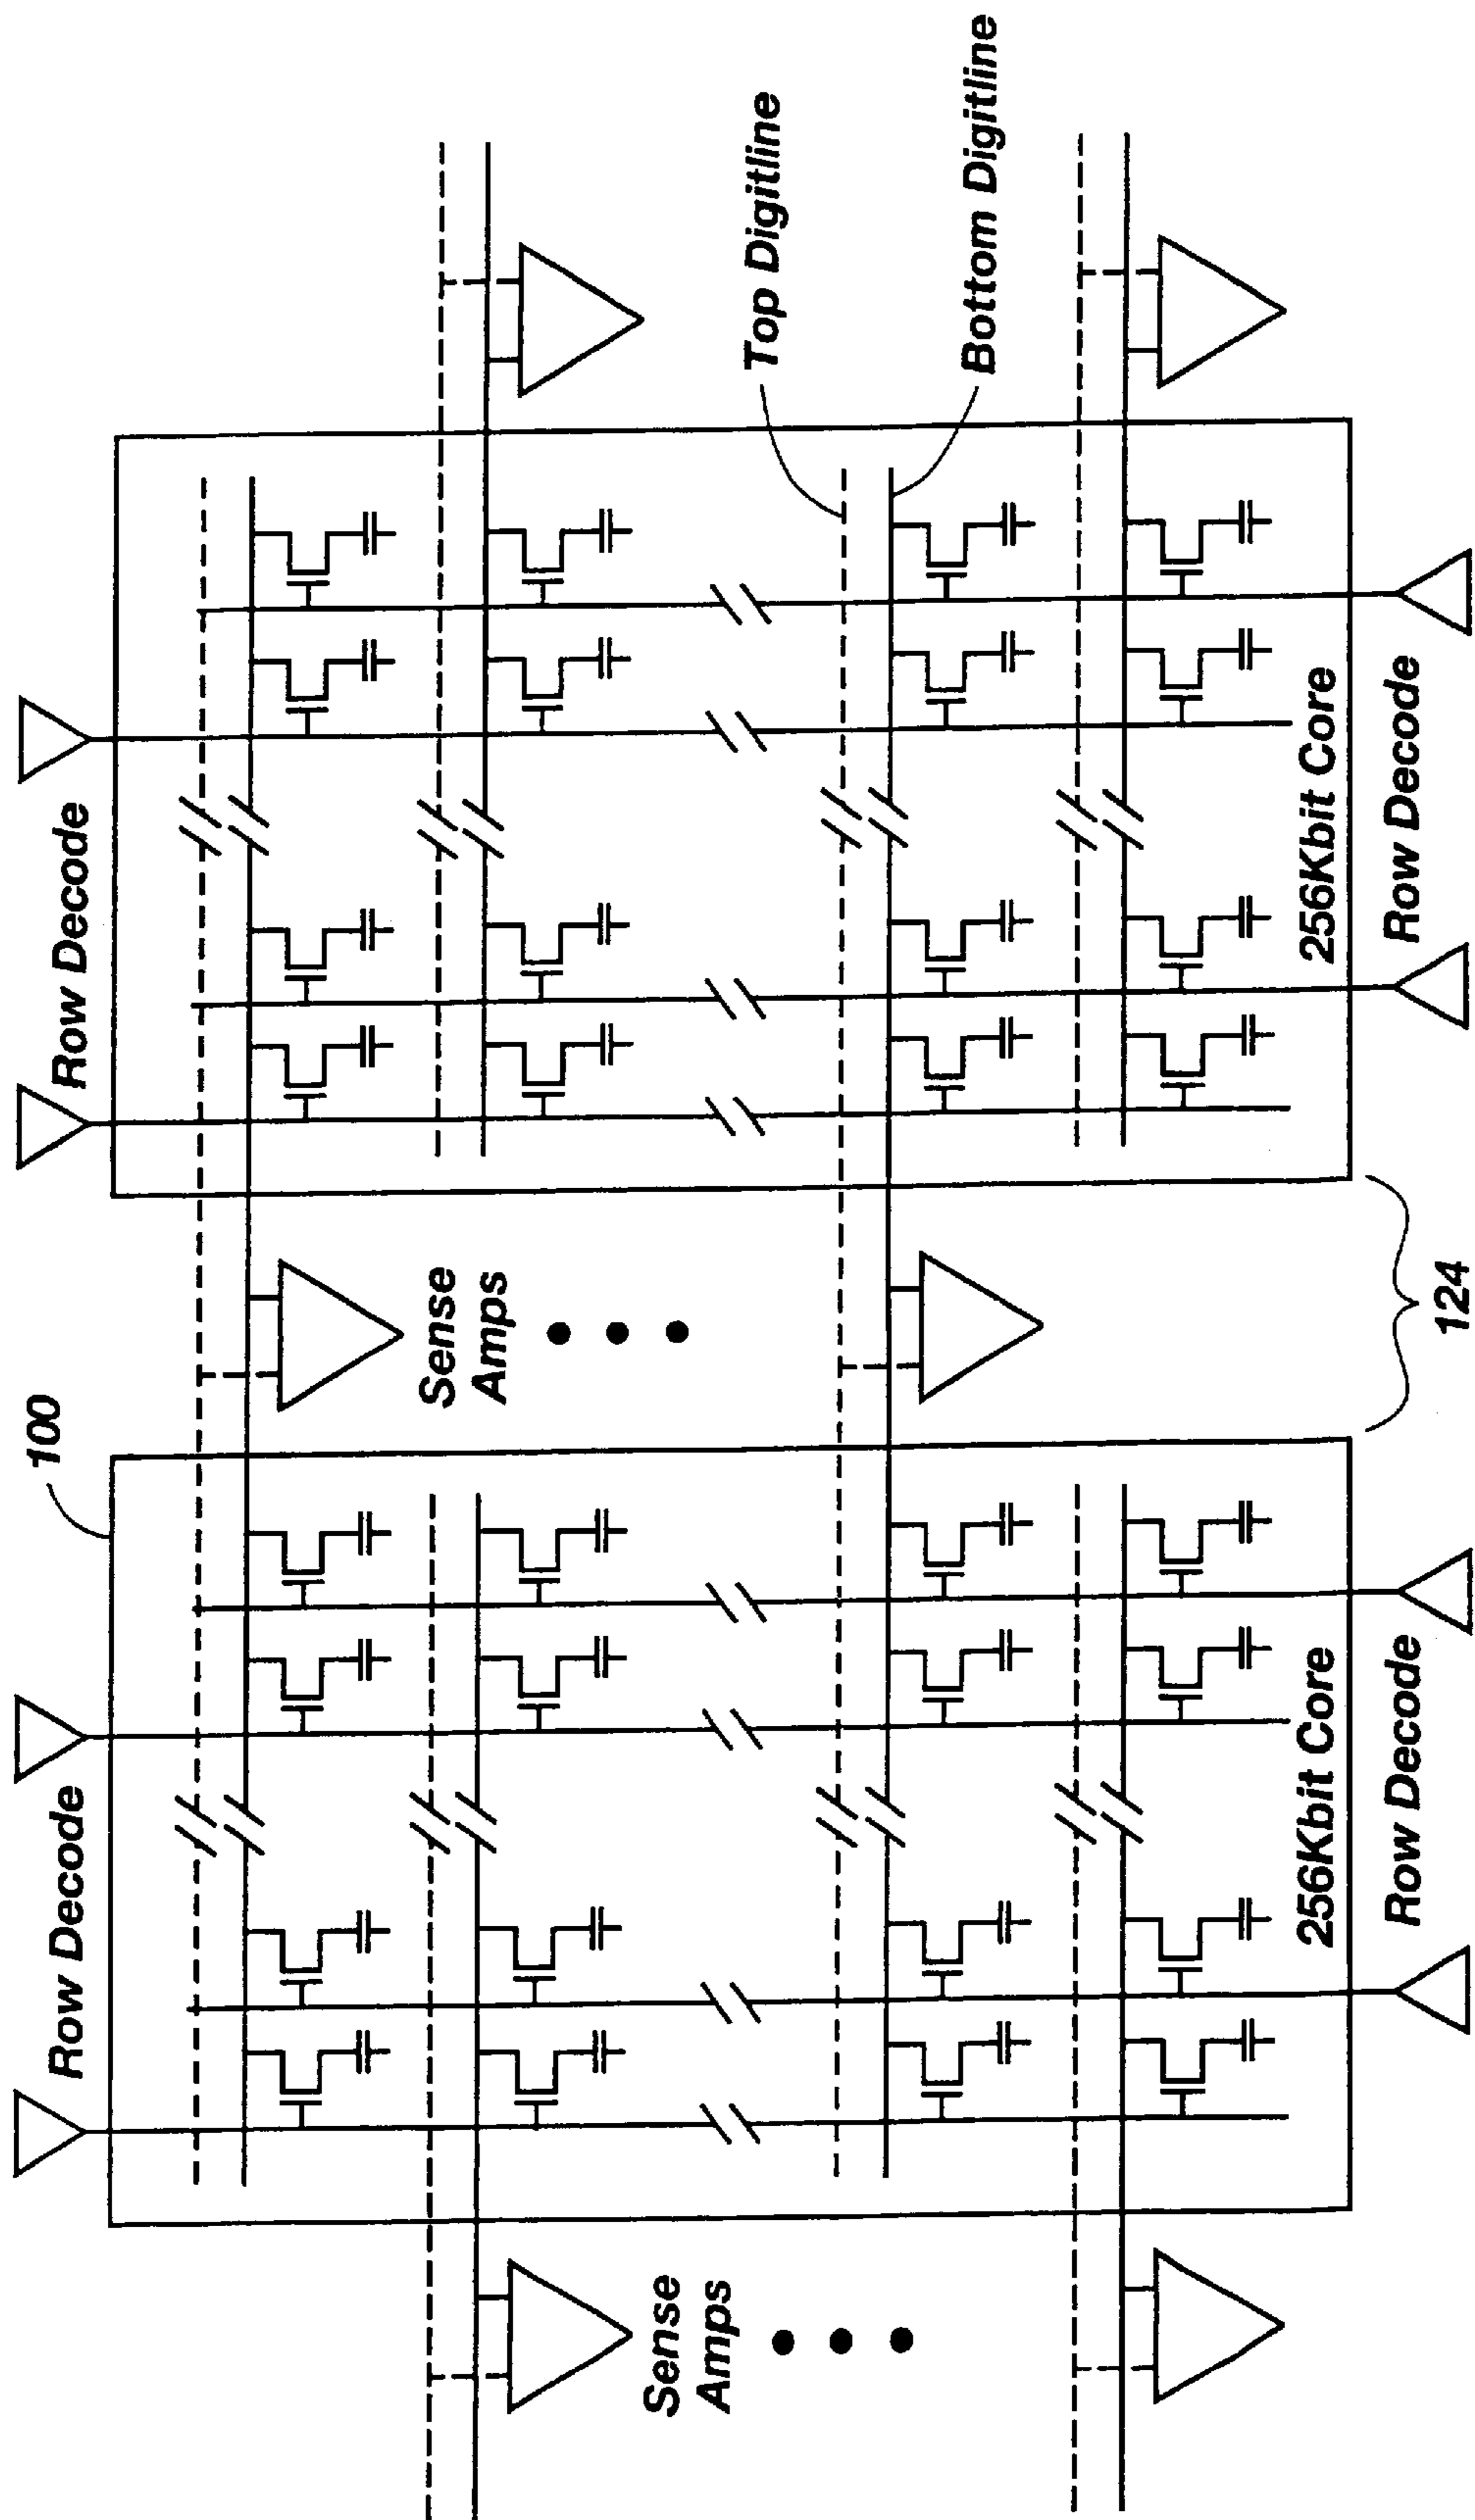 100
Row Decode
Row Decode
Sense
Amps
Sense
Amps
Top Digitline
Bottom Digitline
256Kbit Core
256Kbit Core
Row Decode
Row Decode
124